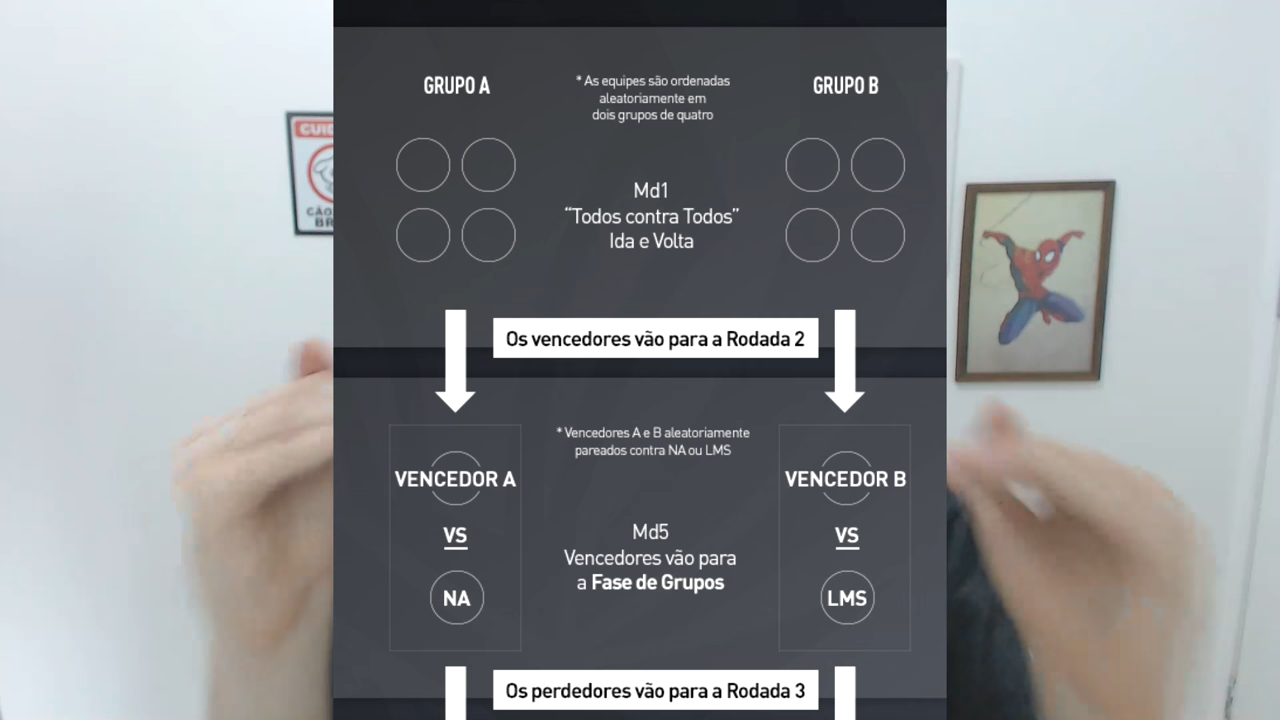 GRUPO A
* As equipes são ordenadas
aleatoriamente em
dois grupos de quatro
GRUPO B
Md1
“Todos contra Todos”
Ida e Volta
Os vencedores vão para a Rodada 2
* Vencedores A e B aleatoriamente
pareados contra NA ou LMS
VENCEDOR A
VS
NA
Md5
Vencedores vão para
a Fase de Grupos
VENCEDOR B
VS
LMS
Os perdedores vão para a Rodada 3